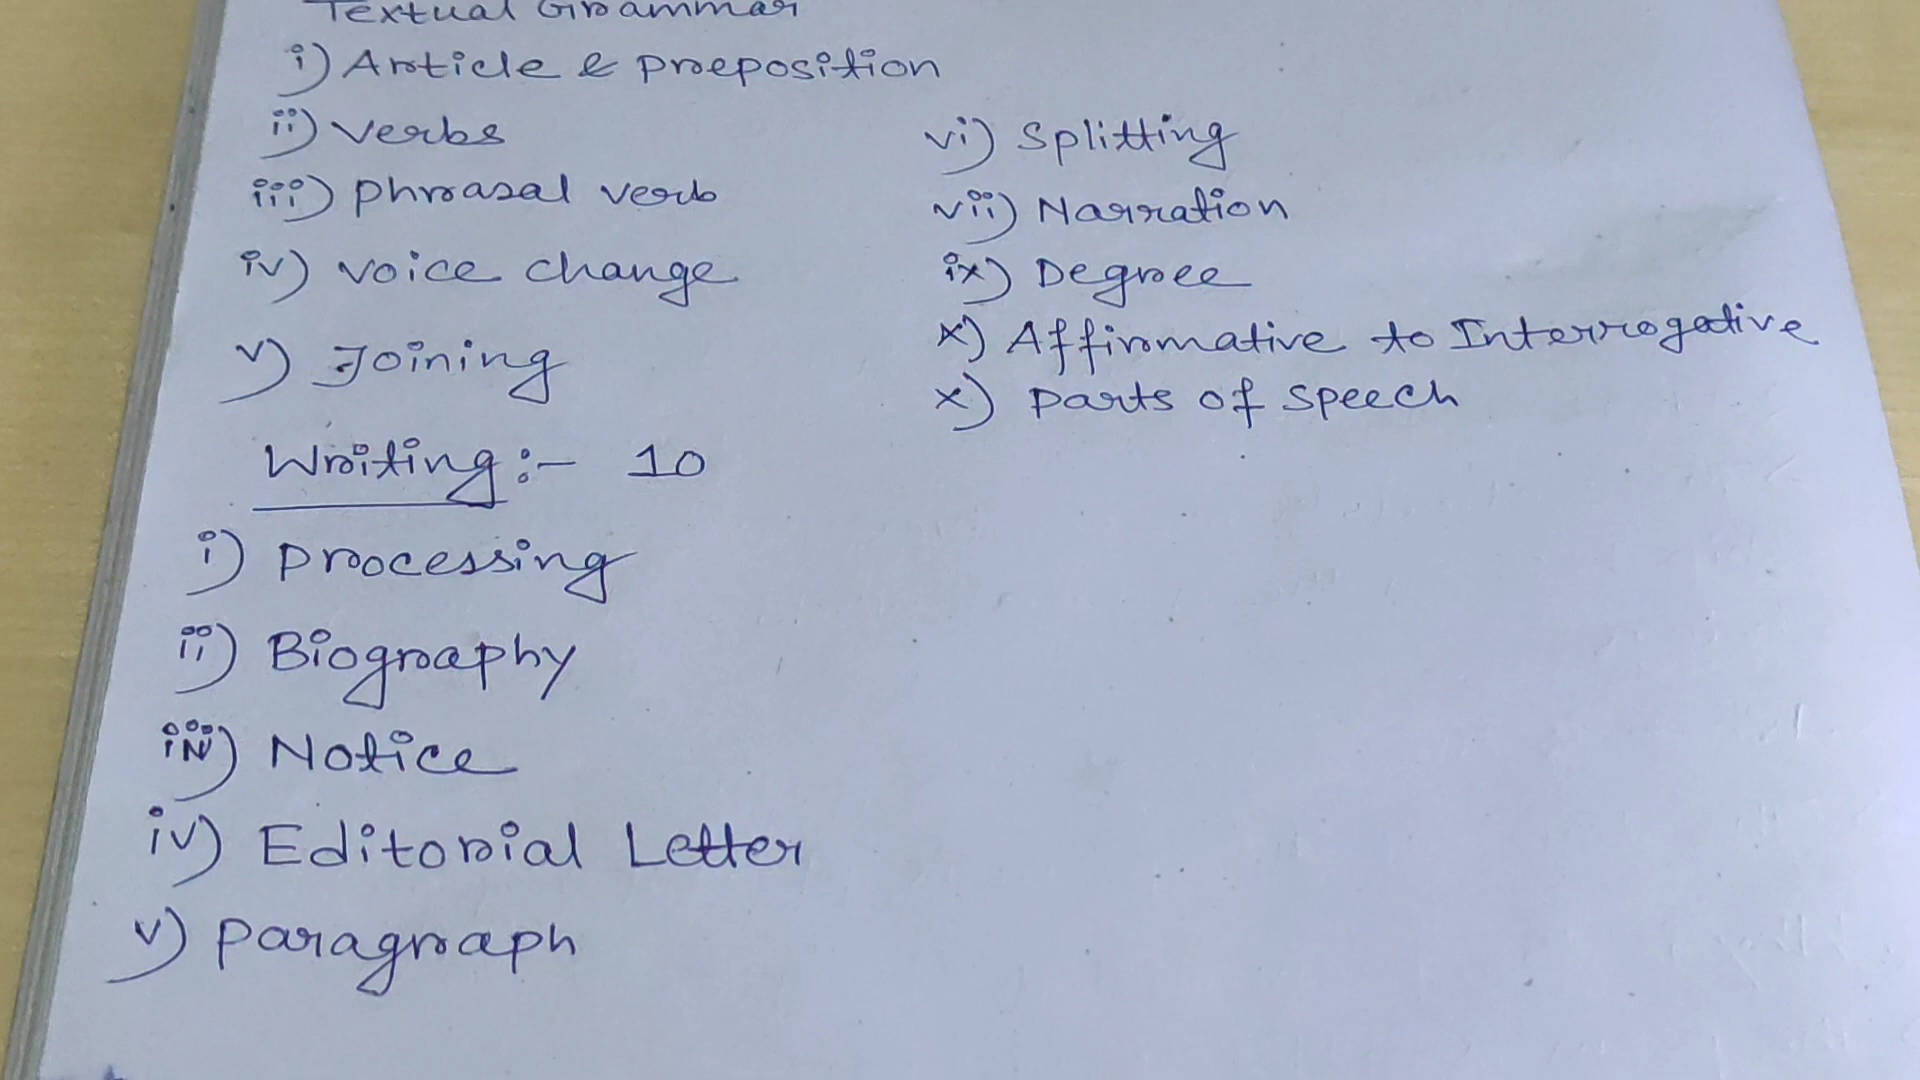 Textual Grammar
i) Article & preposition
ii) verbs
iii) phrasal verb
iv) voice change
v) Joining
vi) splitting
vii) Narration
ix) Degree
x) Affirmative to Interrogative
x) parts of speech
Writing:- 10
i) processing
ii) Biography
iii) Notice
iv) Editorial Letter
v) paragraph